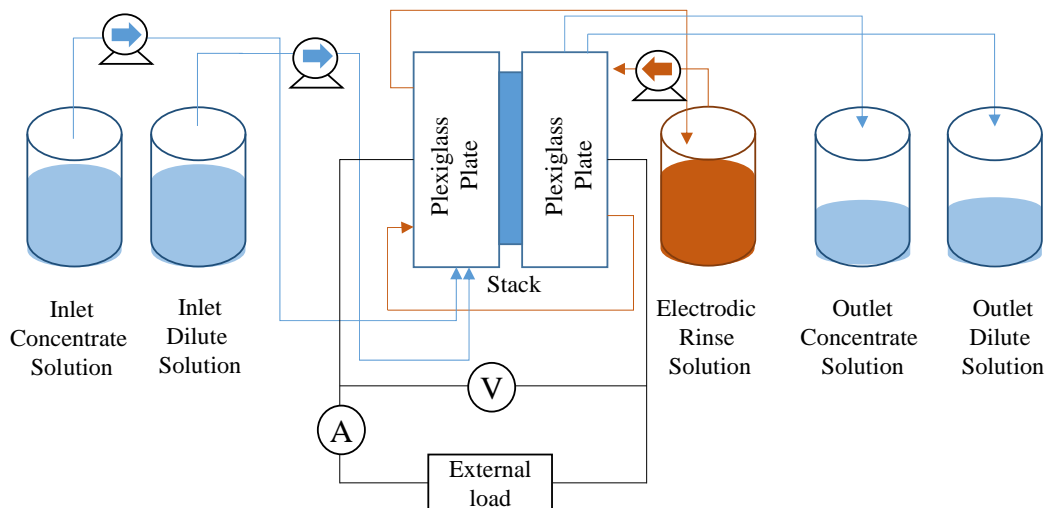 Plexiglass
Plate
Plexiglass
Plate
Stack
Inlet
Concentrate
Solution
Inlet
Dilute
Solution
Electrodic
Rinse
Solution
Outlet
Concentrate
Solution
Outlet
Dilute
Solution
V
A
External
load